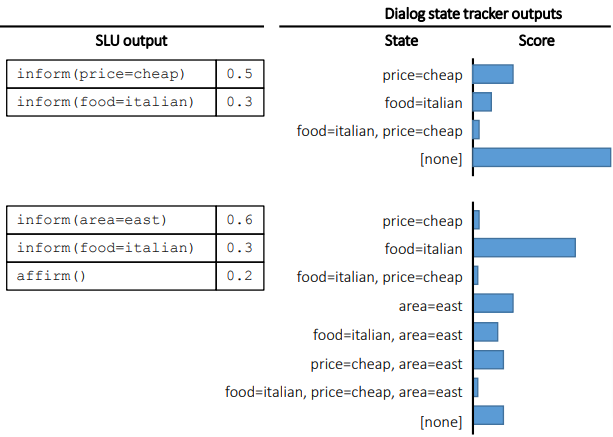 Dialog state tracker outputs
SLU output State Score
inform(price=cheap) 0.5
inform(food=italian) 0.3
price=cheap
food=italian
food=italian, price=cheap
[none]
inform(area=east) 0.6
inform(food=italian) 0.3
affirm() 0.2
price=cheap
food=italian
food=italian, price=cheap
area=east
food=italian, area=east
price=cheap, area=east
food=italian, price=cheap, area=east
[none]